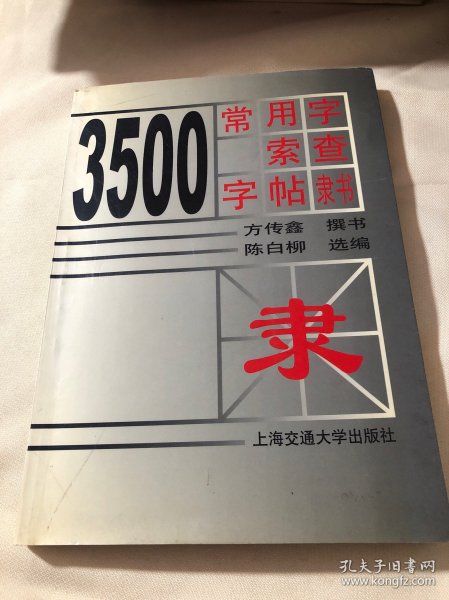 3500
常用字
索查
字帖隶书
方传鑫 撰书
陈白柳 选编
隶
上海交通大学出版社
孔夫子旧书网
www.kongfz.com